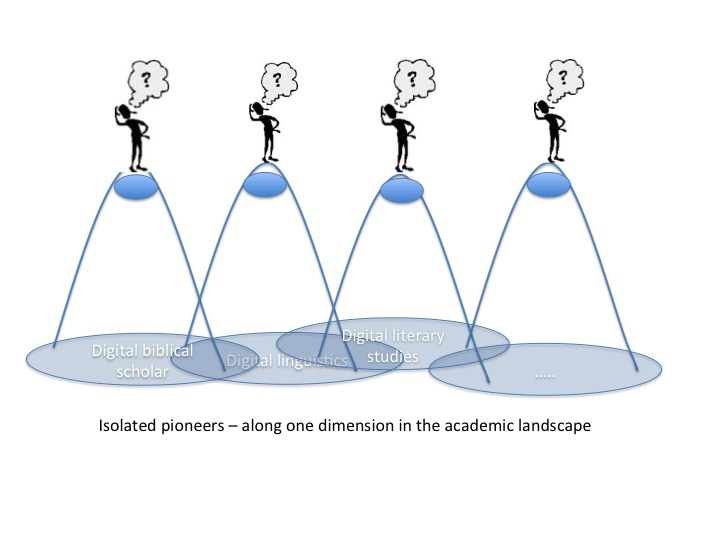 ? ? ? ?
Digital biblical
scholar
Digital linguistics
Digital literary
studies
.....
Isolated pioneers – along one dimension in the academic landscape